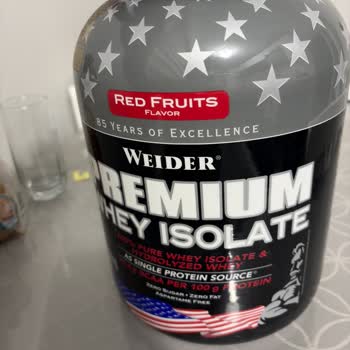 RED FRUITS
FLAVOR
85 YEARS OF EXCELLENCE
WEIDER®
PREMIUM
WHEY ISOLATE
100% PURE WHEY ISOLATE &
HYDROLYZED WHEY
AS SINGLE PROTEIN SOURCE
BCAA PER 100 g PROTEIN
ZERO SUGAR • ZERO FAT
ASPARTAME FREE